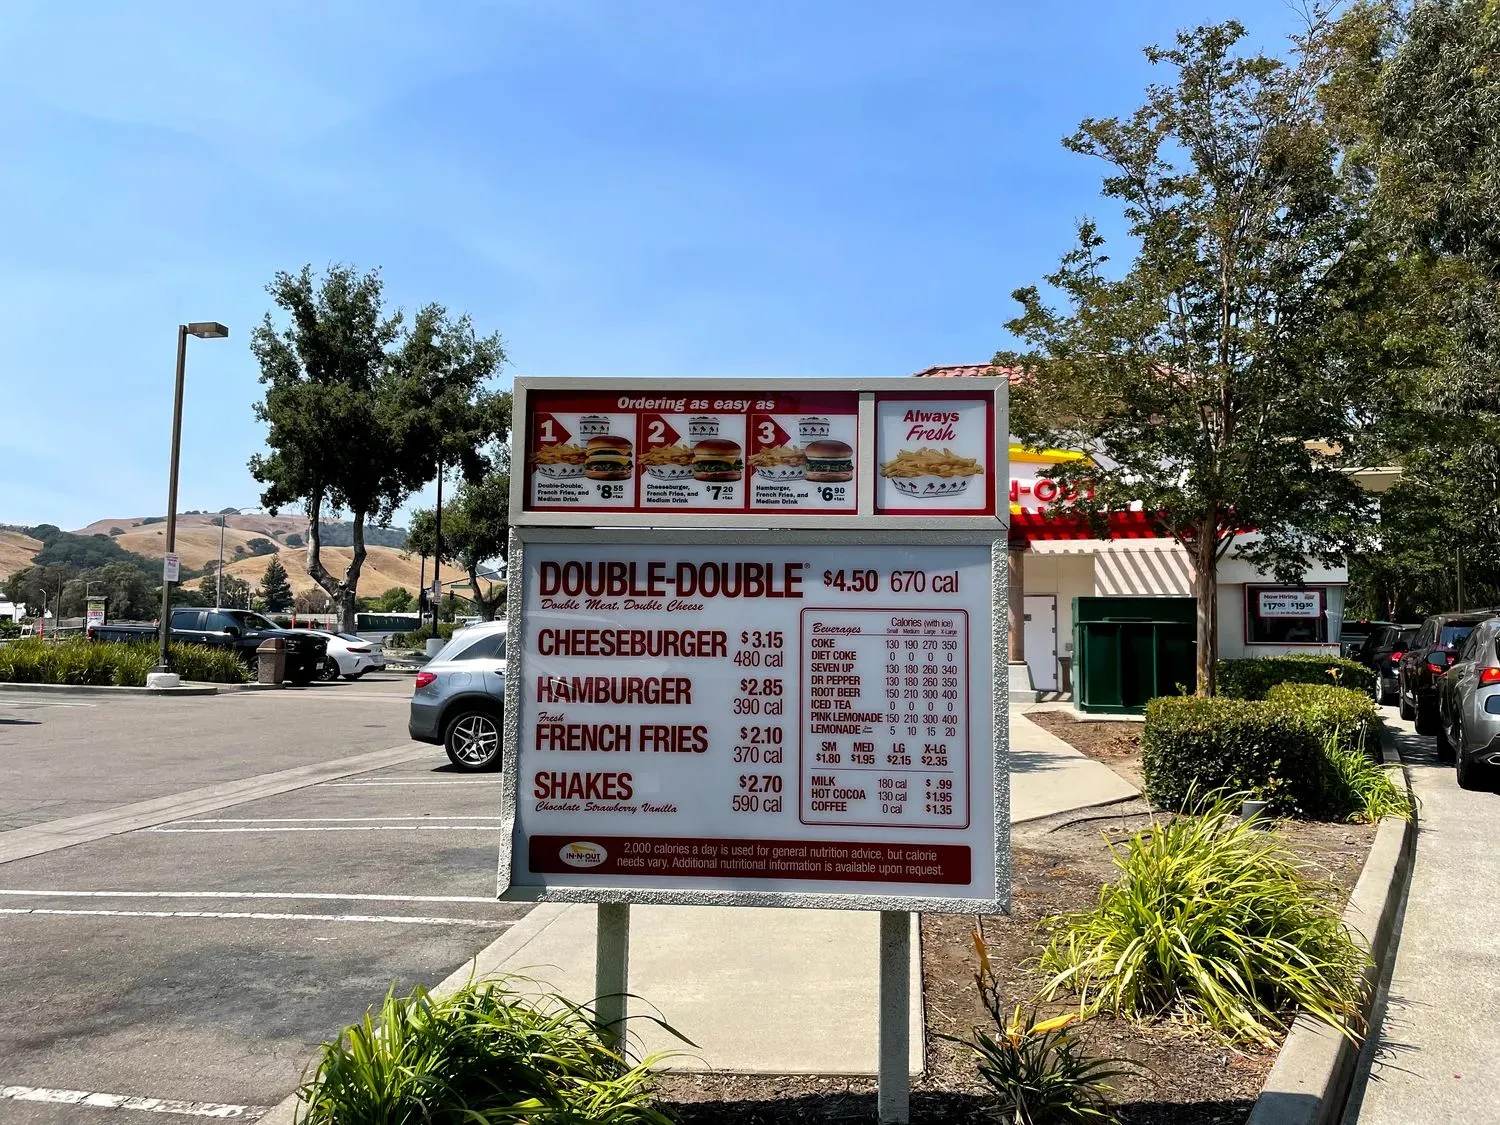 Ordering as easy as
1
Double-Double,
French Fries, and
Medium Drink
$8.55
+tax
2
Cheeseburger,
French Fries, and
Medium Drink
$7.20
+tax
3
Hamburger,
French Fries, and
Medium Drink
$6.90
+tax
Always
Fresh
DOUBLE-DOUBLE® $4.50 670 cal
Double Meat, Double Cheese
CHEESEBURGER $3.15
480 cal
HAMBURGER $2.85
390 cal
Fresh
FRENCH FRIES $2.10
370 cal
SHAKES $2.70
590 cal
Chocolate Strawberry Vanilla
Beverages Calories (with ice)
Small Medium Large X-Large
COKE 130 190 270 350
DIET COKE 0 0 0 0
SEVEN UP 130 180 260 340
DR PEPPER 130 180 260 350
ROOT BEER 150 210 300 400
ICED TEA 0 0 0 0
PINK LEMONADE 150 210 300 400
LEMONADE 5 10 15 20
SM MED LG X-LG
$1.80 $1.95 $2.15 $2.35
MILK 180 cal $.99
HOT COCOA 130 cal $1.95
COFFEE 0 cal $1.35
IN-N-OUT
BURGER
2,000 calories a day is used for general nutrition advice, but calorie
needs vary. Additional nutritional information is available upon request.
N-OUT
Now Hiring
$17.00 $19.50